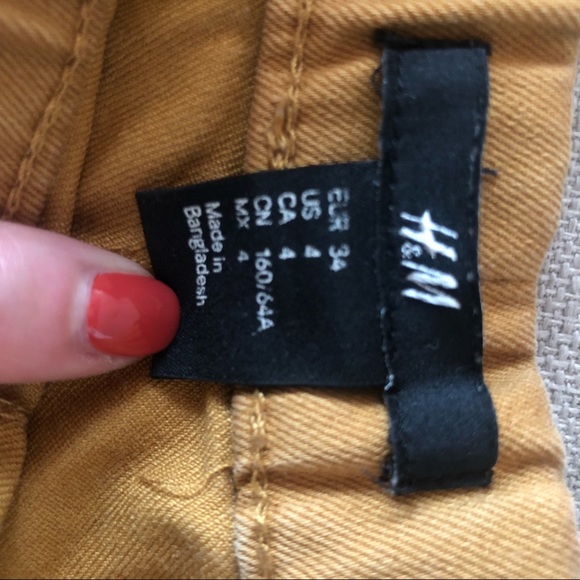 H&M
EUR 34
US 4
CA 4
CN 160/64A
MX 4
Made in
Bangladesh